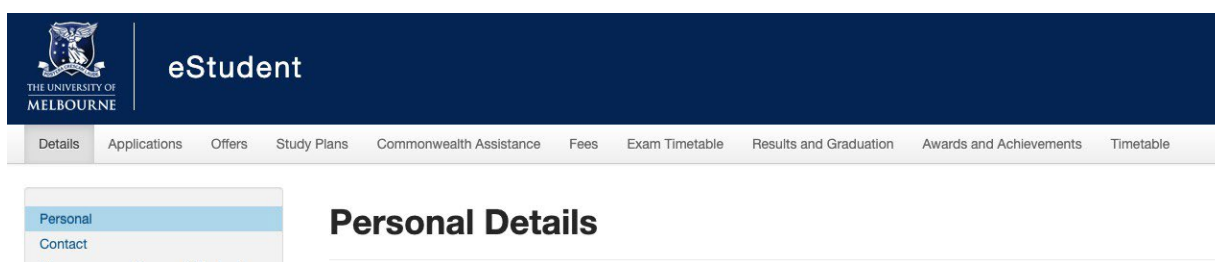 eStudent
THE UNIVERSITY OF
MELBOURNE
Details Applications Offers Study Plans Commonwealth Assistance Fees Exam Timetable Results and Graduation Awards and Achievements Timetable
Personal
Contact
Personal Details